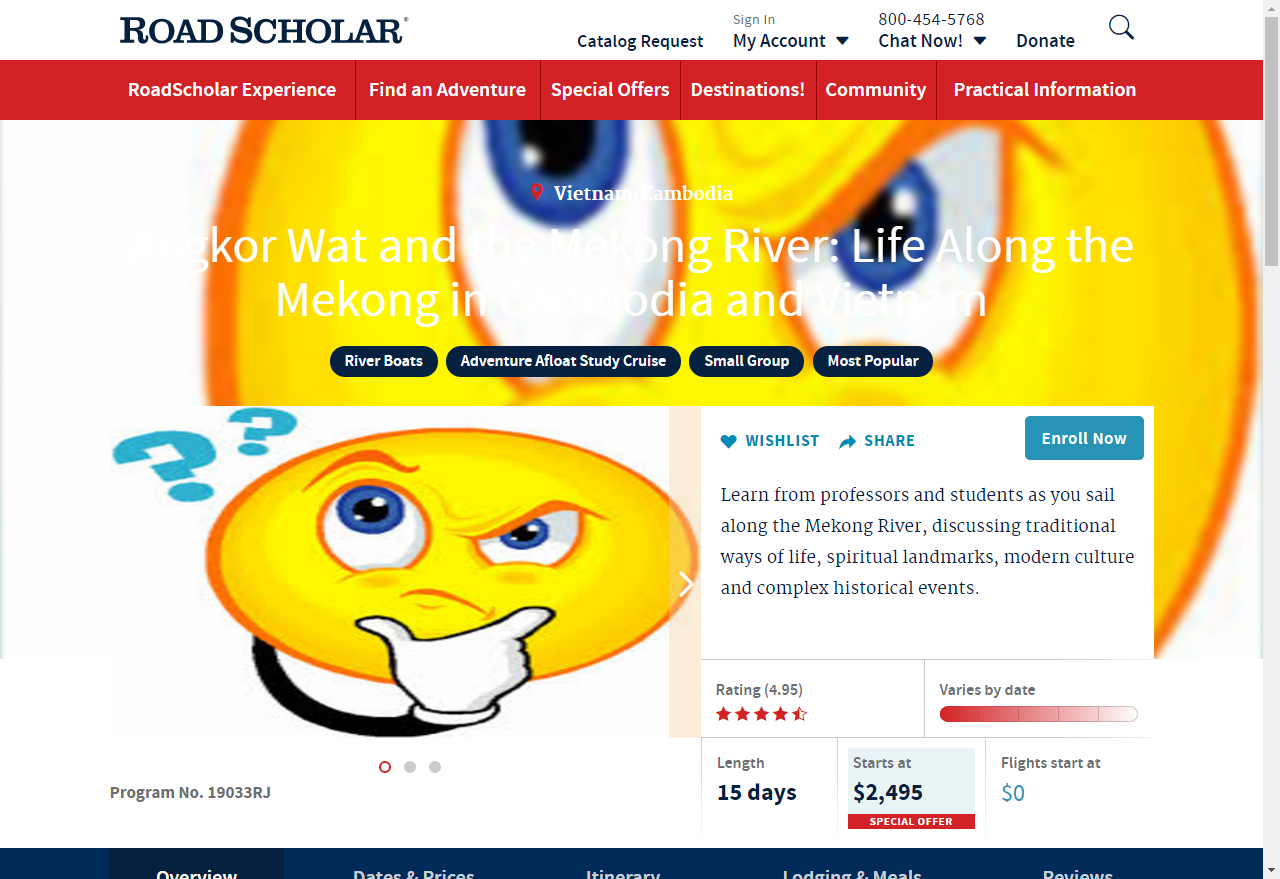 ROAD SCHOLAR®
Sign In
800-454-5768
Catalog Request
My Account
Chat Now!
Donate
RoadScholar Experience
Find an Adventure
Special Offers
Destinations!
Community
Practical Information
Vietnam/Cambodia
Angkor Wat and the Mekong River: Life Along the
Mekong in Cambodia and Vietnam
River Boats
Adventure Afloat Study Cruise
Small Group
Most Popular
??
WISHLIST
SHARE
Enroll Now
Learn from professors and students as you sail
along the Mekong River, discussing traditional
ways of life, spiritual landmarks, modern culture
and complex historical events.
Rating (4.95)
Varies by date
Length
15 days
Starts at
$2,495
SPECIAL OFFER
Flights start at
$0
Program No. 19033RJ
Overview
Dates & Prices
Itinerary
Lodging & Meals
Reviews